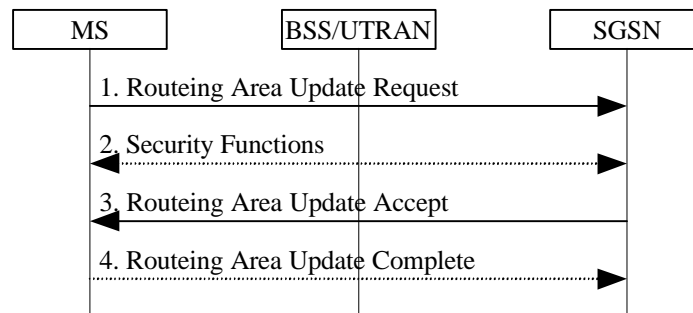 MS BSS/UTRAN SGSN
1. Routeing Area Update Request
2. Security Functions
3. Routeing Area Update Accept
4. Routeing Area Update Complete